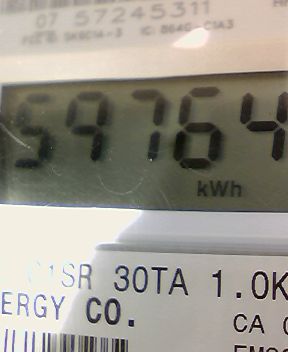 07 57245311
59764
kWh
C1SR 30TA 1.0K
ERGY CO.
CA